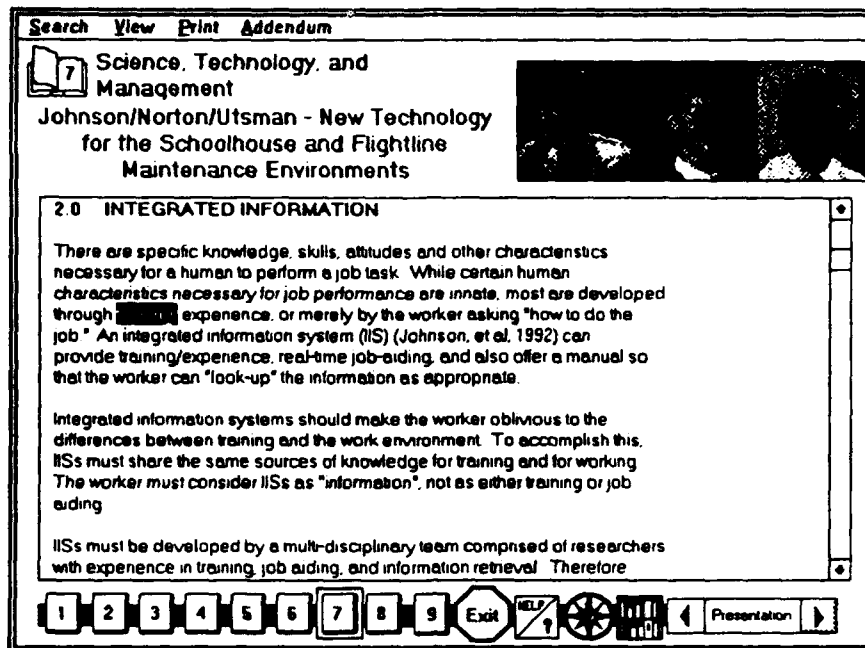 Search View Print Addendum
7
Science, Technology, and
Management
Johnson/Norton/Utsman - New Technology
for the Schoolhouse and Flightline
Maintenance Environments
2.0 INTEGRATED INFORMATION
There are specific knowledge, skills, attitudes and other characteristics
necessary for a human to perform a job task. While certain human
characteristics necessary for job performance are innate, most are developed
through experience, or merely by the worker asking "how to do the
job." An integrated information system (IIS) (Johnson, et al, 1992) can
provide training/experience, real-time job-aiding, and also offer a manual so
that the worker can "look-up" the information as appropriate.
Integrated information systems should make the worker oblivious to the
differences between training and the work environment. To accomplish this,
IISs must share the same sources of knowledge for training and for working
The worker must consider IISs as "information", not as either training or job
aiding
IISs must be developed by a multi-disciplinary team comprised of researchers
with experience in training, job aiding, and information retrieval. Therefore
1 2 3 4 5 6 7 8 9 Exit HELP ? Presentation